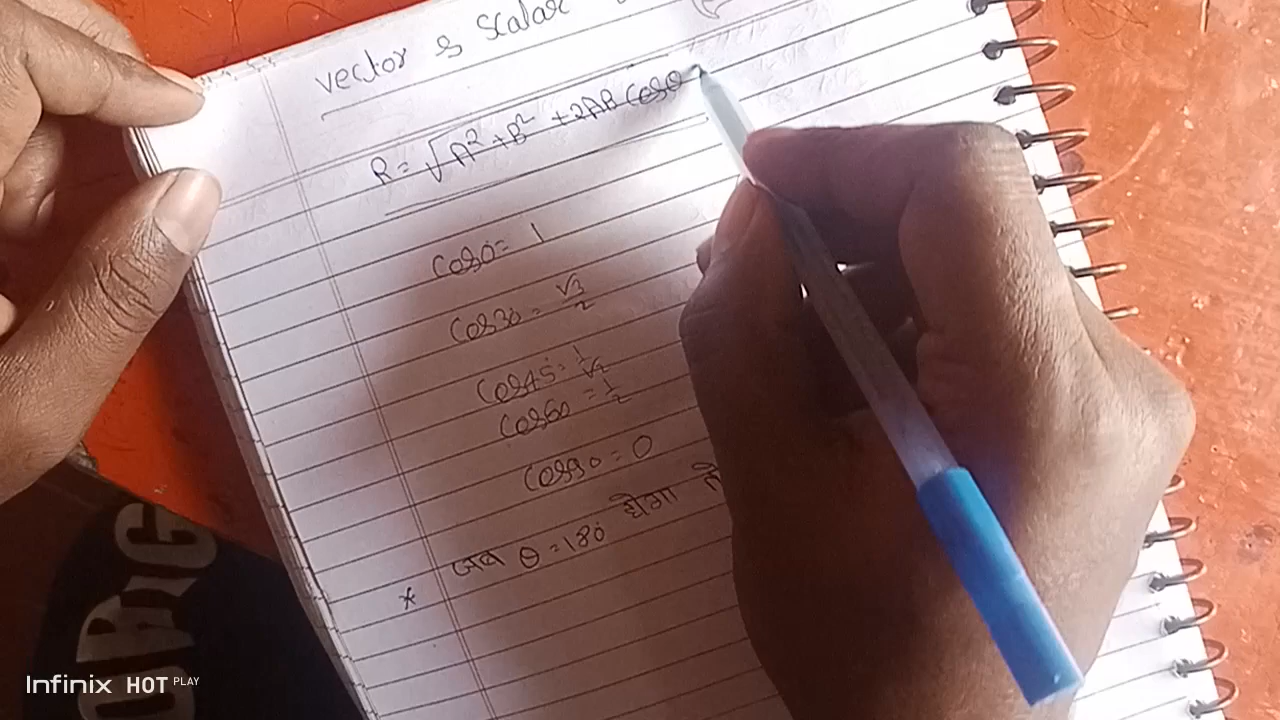 vector & Scalar
R = √A² + B² + 2AB Cosθ
Cos0° = 1
Cos30 = √3/2
Cos45 = 1/√2
Cos60 = 1/2
Cos90 = 0
* जब θ = 180° होगा तो
Infinix HOT PLAY